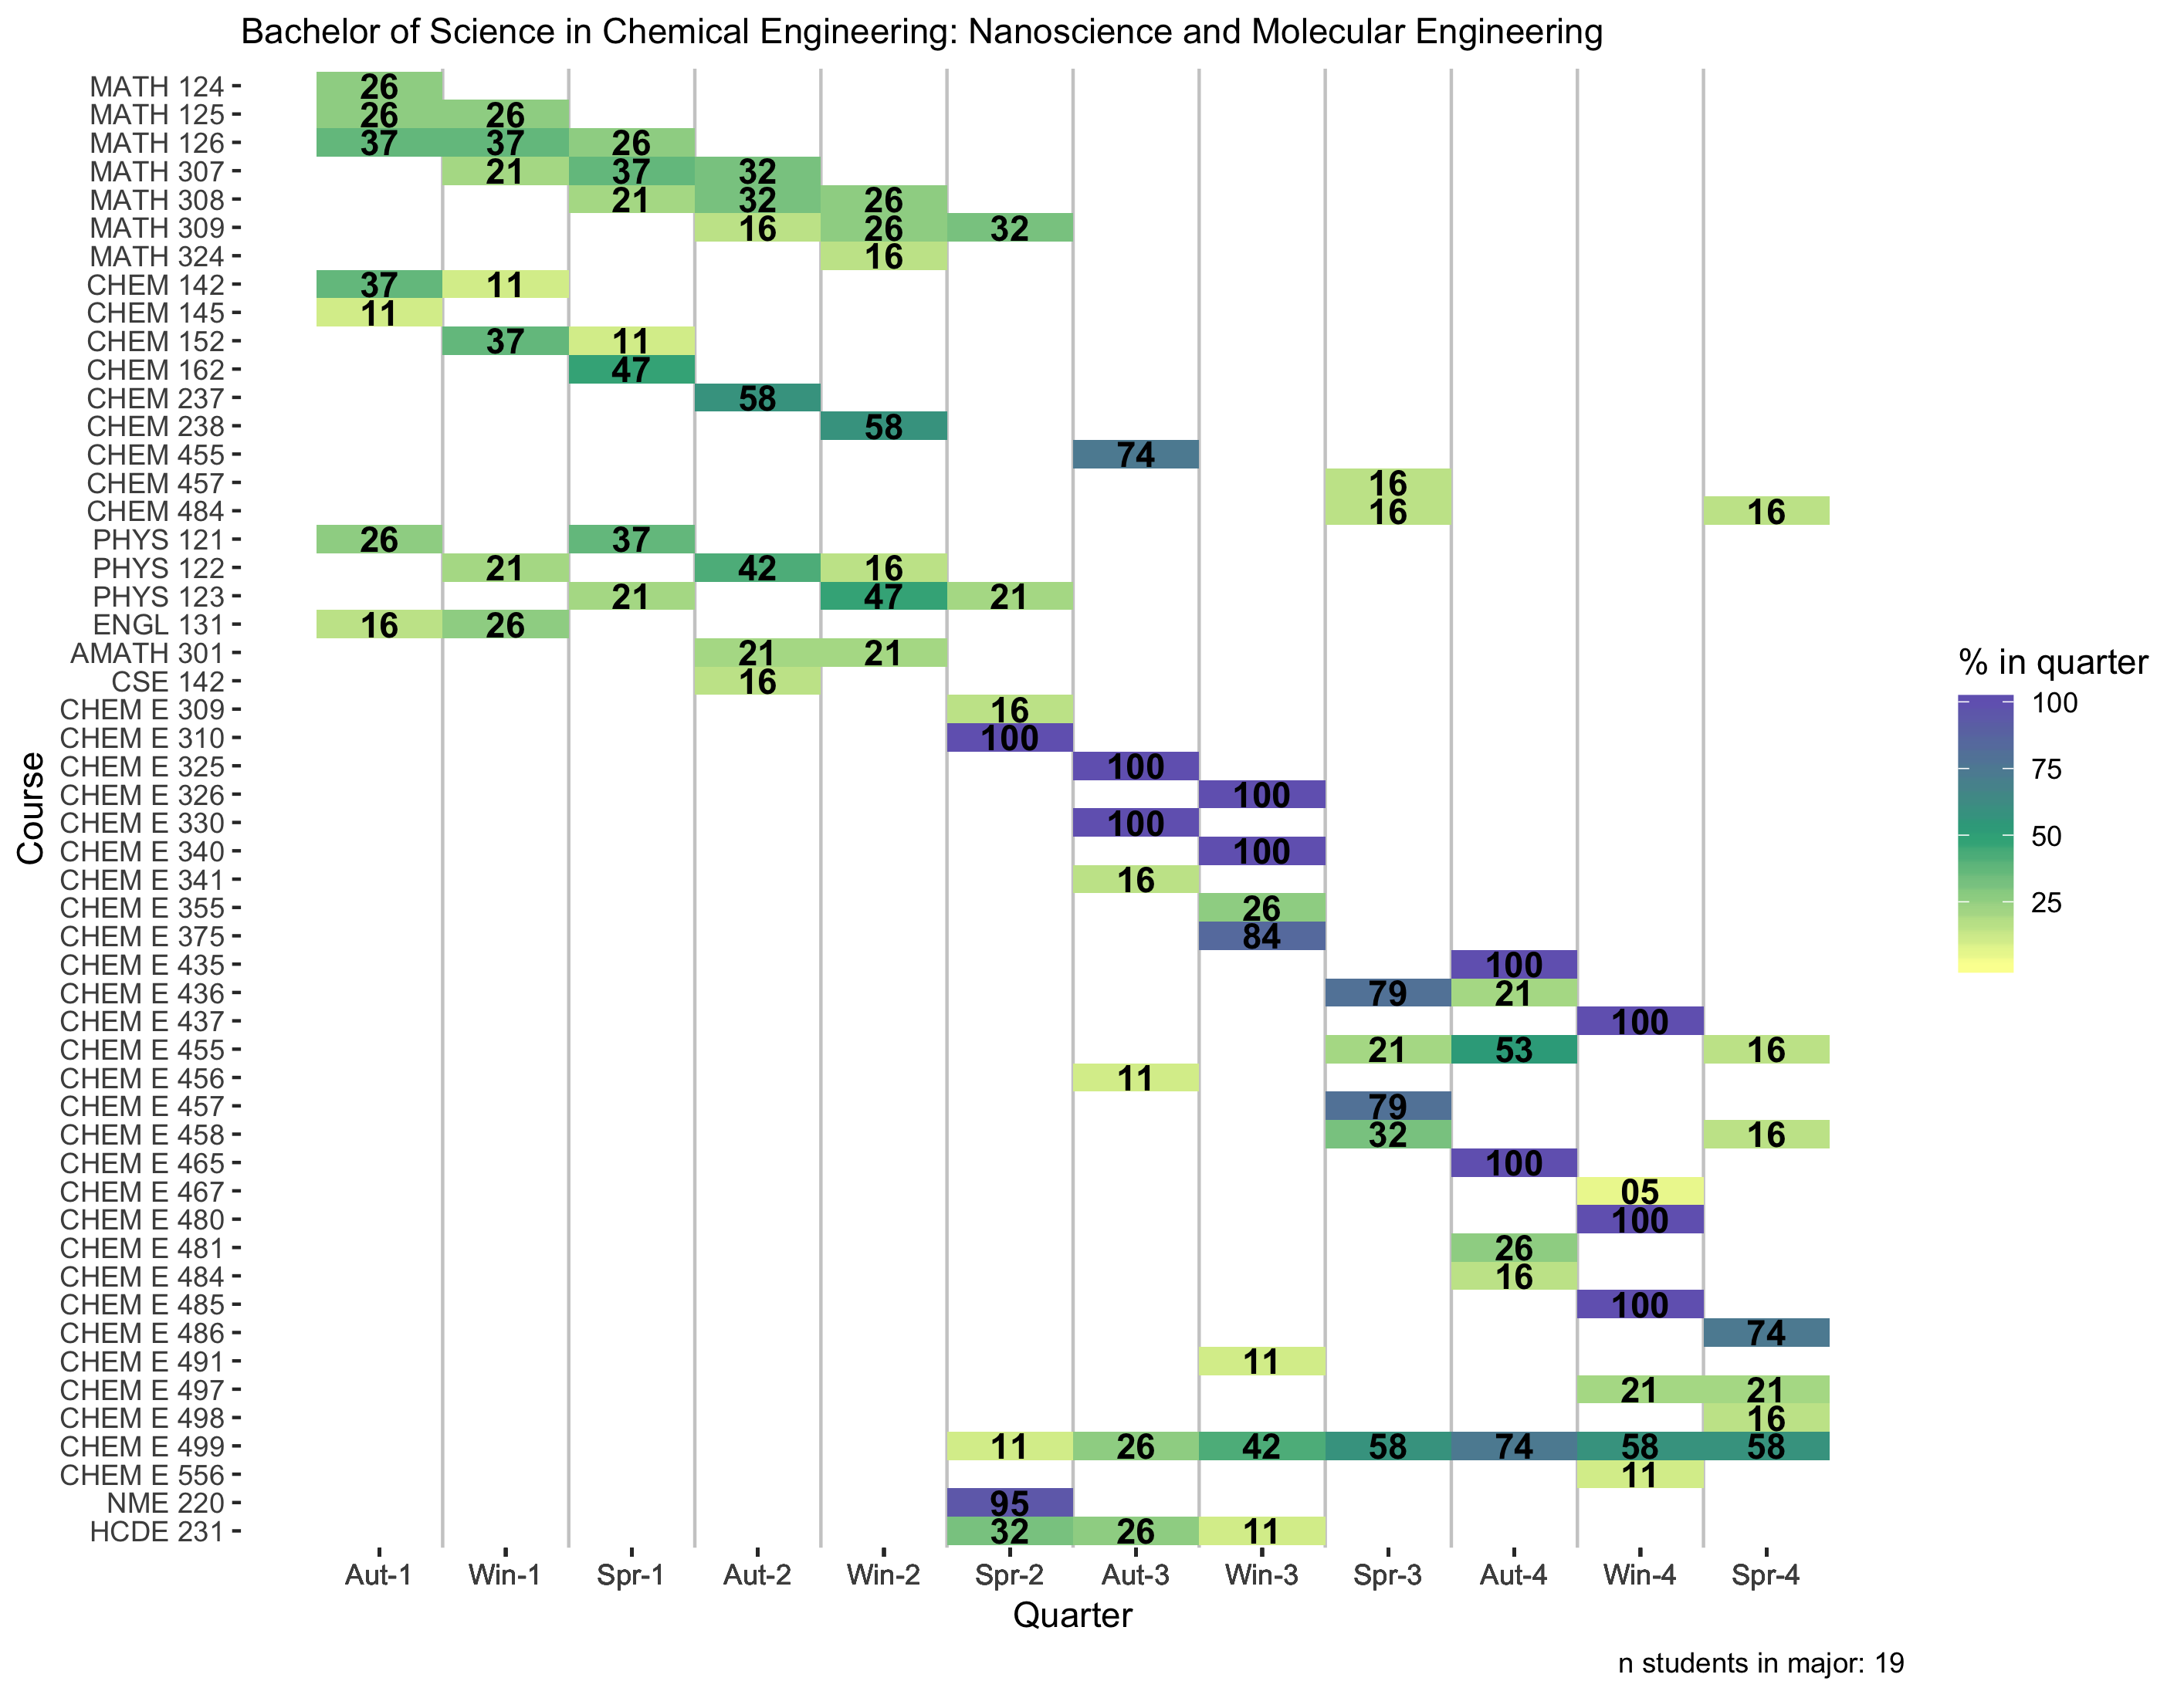 Bachelor of Science in Chemical Engineering: Nanoscience and Molecular Engineering
MATH 124 26
MATH 125 26 26
MATH 126 37 37 26
MATH 307 21 37 32
MATH 308 21 32 26
MATH 309 16 26 32
MATH 324 16
CHEM 142 37 11
CHEM 145 11
CHEM 152 37 11
CHEM 162 47
CHEM 237 58
CHEM 238 58
CHEM 455 74
CHEM 457 16
CHEM 484 16 16
PHYS 121 26 37
PHYS 122 21 42 16
PHYS 123 21 47 21
ENGL 131 16 26
AMATH 301 21 21
CSE 142 16
CHEM E 309 16
CHEM E 310 100
CHEM E 325 100
CHEM E 326 100
CHEM E 330 100
CHEM E 340 100
CHEM E 341 16
CHEM E 355 26
CHEM E 375 84
CHEM E 435 100
CHEM E 436 79 21
CHEM E 437 100
CHEM E 455 21 53 16
CHEM E 456 11
CHEM E 457 79
CHEM E 458 32 16
CHEM E 465 100
CHEM E 467 05
CHEM E 480 100
CHEM E 481 26
CHEM E 484 16
CHEM E 485 100
CHEM E 486 74
CHEM E 491 11
CHEM E 497 21 21
CHEM E 498 16
CHEM E 499 11 26 42 58 74 58 58
CHEM E 556 11
NME 220 95
HCDE 231 32 26 11
Course
Aut-1 Win-1 Spr-1 Aut-2 Win-2 Spr-2 Aut-3 Win-3 Spr-3 Aut-4 Win-4 Spr-4
Quarter
% in quarter
100
75
50
25
n students in major: 19